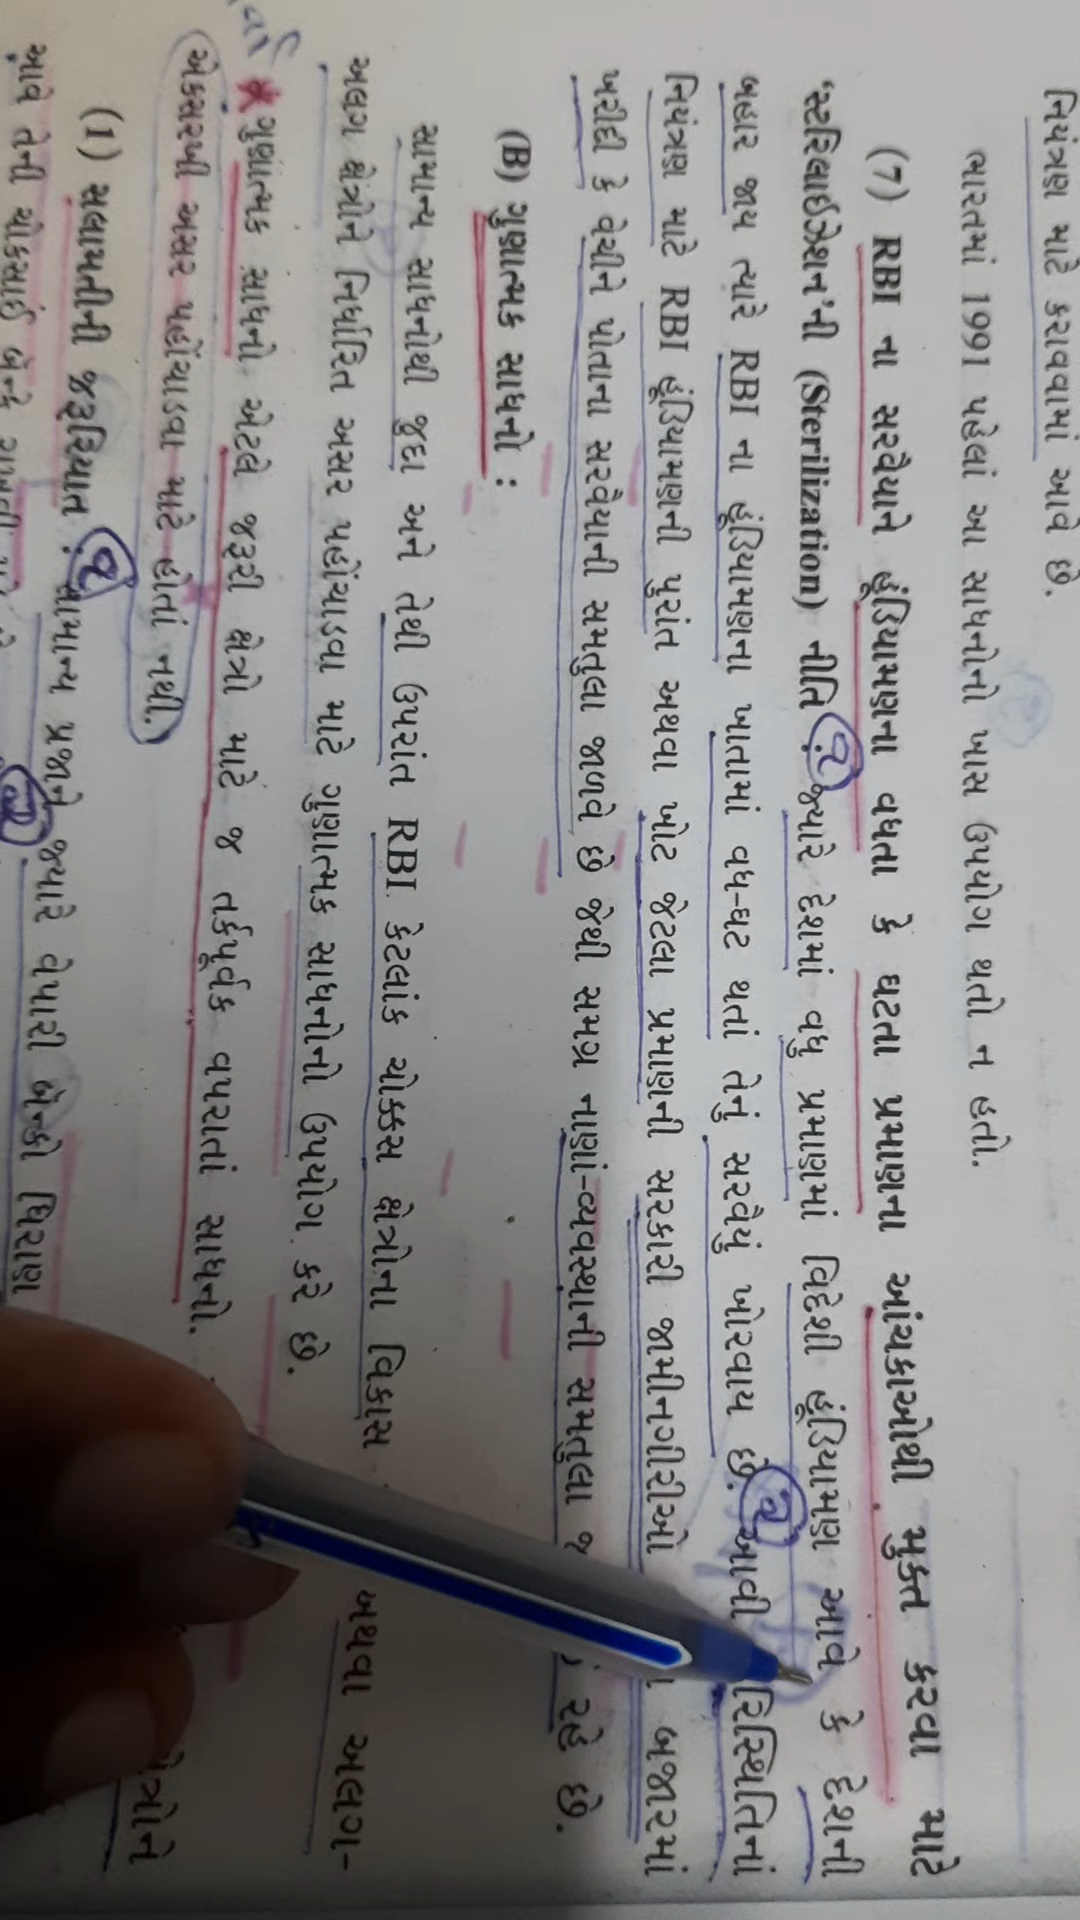 નિયંત્રણ માટે કરાવવામાં આવે છે.
ભારતમાં 1991 પહેલાં આ સાધનોનો ખાસ ઉપયોગ થતો ન હતો.
(7) RBI ના સરવૈયાને હૂંડિયામણના વધતા કે ઘટતા પ્રમાણના આંચકાઓથી મુક્ત કરવા માટે
'સ્ટરિલાઈઝેશન'ની (Sterilization) નીતિ : જ્યારે દેશમાં વધુ પ્રમાણમાં વિદેશી હૂંડિયામણ આવે કે દેશની
બહાર જાય ત્યારે RBI ના હૂંડિયામણના ખાતામાં વધ-ઘટ થતાં તેનું સરવૈયું ખોરવાય છે. આવી રિસ્થિતિનાં
નિયંત્રણ માટે RBI હૂંડિયામણની પૂરાંત અથવા ખોટ જેટલા પ્રમાણની સરકારી જામીનગીરીઓ બજારમાં
ખરીદી કે વેચીને પોતાના સરવૈયાની સમતુલા જાળવે છે જેથી સમગ્ર નાણાં-વ્યવસ્થાની સમતુલા જ રહે છે.
(B) ગુણાત્મક સાધનો :
સામાન્ય સાધનોથી જુદા અને તેથી ઉપરાંત RBI કેટલાંક ચોક્કસ ક્ષેત્રોના વિકાસ અથવા અલગ-
અલગ ક્ષેત્રોને નિર્ધારિત અસર પહોંચાડવા માટે ગુણાત્મક સાધનોનો ઉપયોગ કરે છે.
ગુણાત્મક સાધનો એટલે જરૂરી ક્ષેત્રો માટે જ તર્કપૂર્વક વપરાતાં સાધનો. ત્રોને
એકસરખી અસર પહોંચાડવા માટે હોતાં નથી.
(1) સલામતીની જરૂરિયાત : સામાન્ય પ્રજાને જ્યારે વેપારી બેન્કો ધિરાણ
આવે તેની ચોક્સાઈ બેન્કે